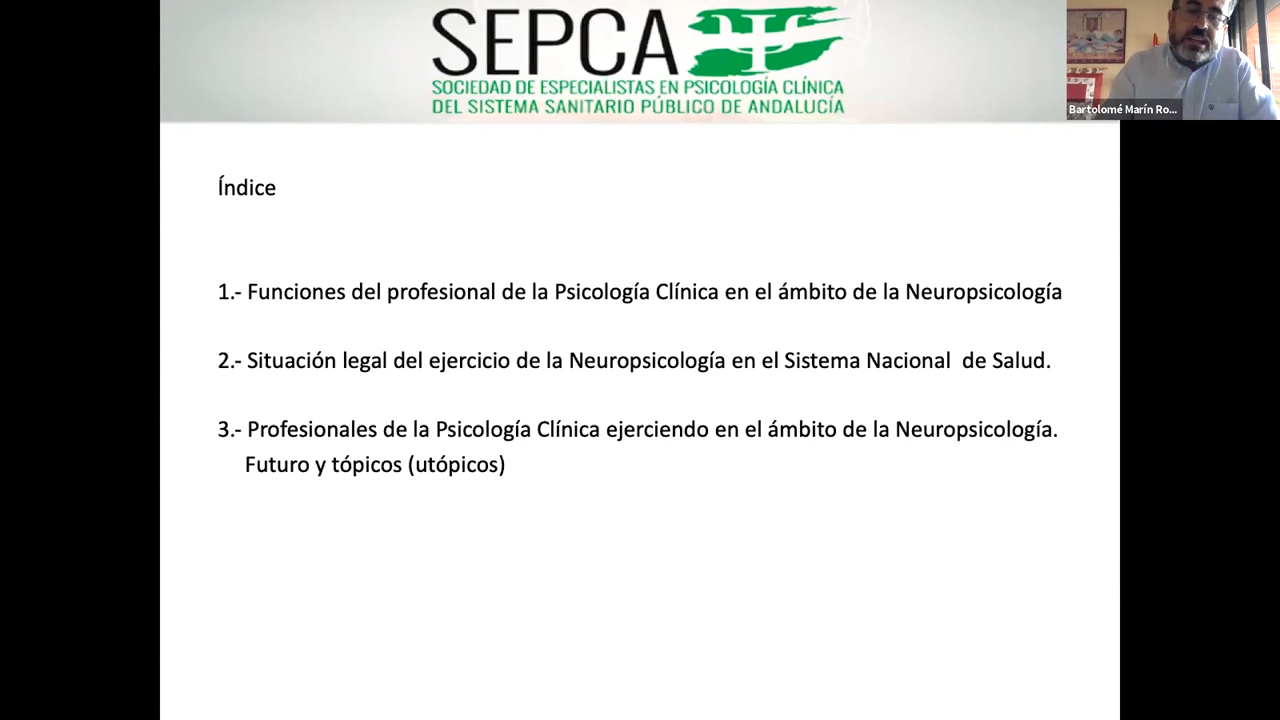 SEPCA
SOCIEDAD DE ESPECIALISTAS EN PSICOLOGÍA CLÍNICA
DEL SISTEMA SANITARIO PÚBLICO DE ANDALUCÍA
Bartolomé Marín Ro...
Índice
1.- Funciones del profesional de la Psicología Clínica en el ámbito de la Neuropsicología
2.- Situación legal del ejercicio de la Neuropsicología en el Sistema Nacional  de Salud.
3.- Profesionales de la Psicología Clínica ejerciendo en el ámbito de la Neuropsicología.
Futuro y tópicos (utópicos)